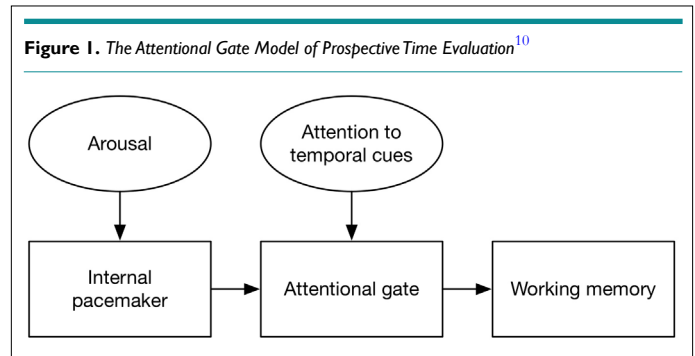 Figure 1. The Attentional Gate Model of Prospective Time Evaluation10
Arousal
Attention to
temporal cues
Internal
pacemaker
Attentional gate
Working memory